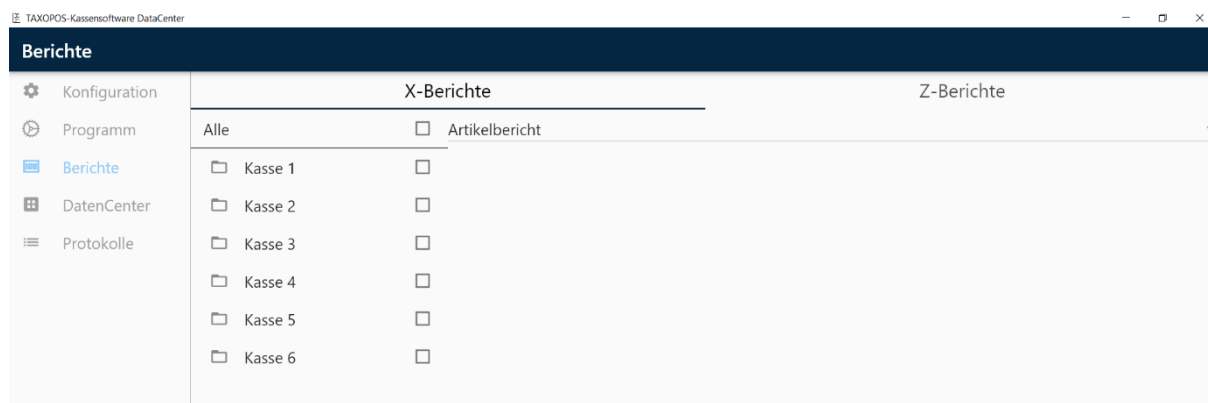 TAXOPOS-Kassensoftware DataCenter
Berichte
Konfiguration
Programm
Berichte
DatenCenter
Protokolle
X-Berichte
Z-Berichte
Alle
Artikelbericht
Kasse 1
Kasse 2
Kasse 3
Kasse 4
Kasse 5
Kasse 6